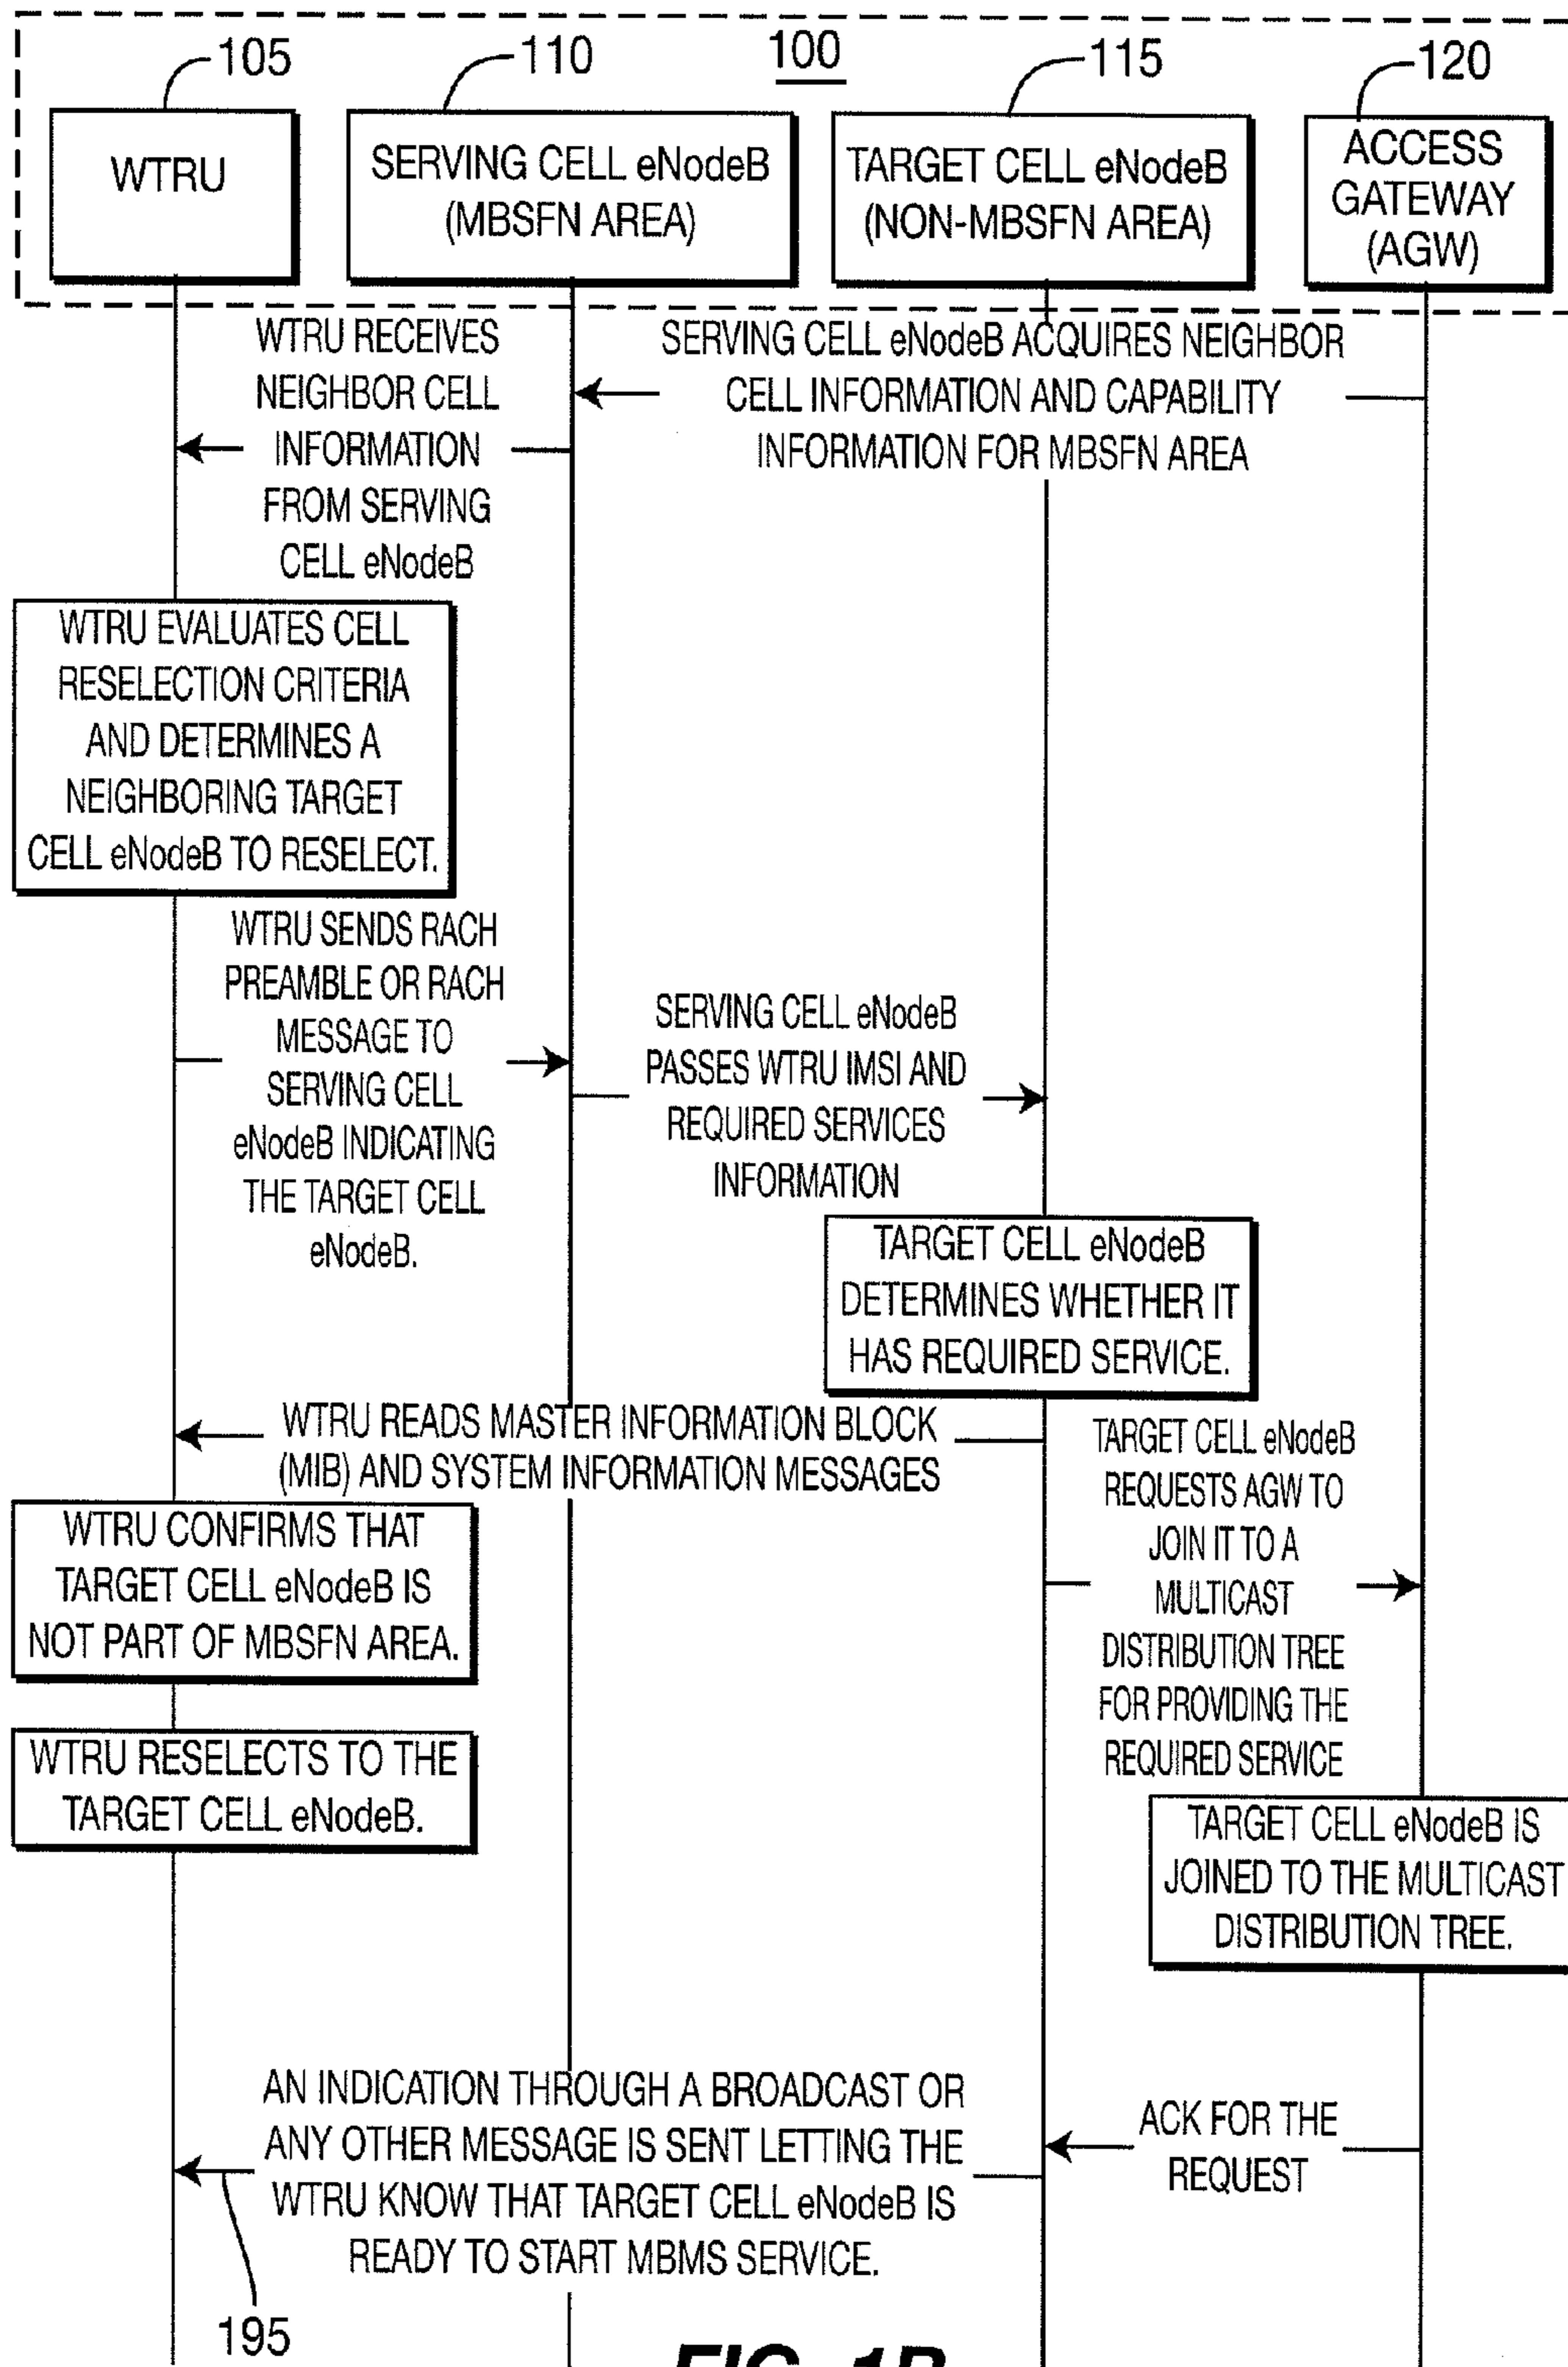 105
110
100
115
120
WTRU
SERVING CELL eNodeB
(MBSFN AREA)
TARGET CELL eNodeB
(NON-MBSFN AREA)
ACCESS
GATEWAY
(AGW)
WTRU RECEIVES
NEIGHBOR CELL
INFORMATION
FROM SERVING
CELL eNodeB
SERVING CELL eNodeB ACQUIRES NEIGHBOR
CELL INFORMATION AND CAPABILITY
INFORMATION FOR MBSFN AREA
WTRU EVALUATES CELL
RESELECTION CRITERIA
AND DETERMINES A
NEIGHBORING TARGET
CELL eNodeB TO RESELECT.
WTRU SENDS RACH
PREAMBLE OR RACH
MESSAGE TO
SERVING CELL
eNodeB INDICATING
THE TARGET CELL
eNodeB.
SERVING CELL eNodeB
PASSES WTRU IMSI AND
REQUIRED SERVICES
INFORMATION
TARGET CELL eNodeB
DETERMINES WHETHER IT
HAS REQUIRED SERVICE.
WTRU READS MASTER INFORMATION BLOCK
(MIB) AND SYSTEM INFORMATION MESSAGES
TARGET CELL eNodeB
REQUESTS AGW TO
JOIN IT TO A
MULTICAST
DISTRIBUTION TREE
FOR PROVIDING THE
REQUIRED SERVICE
WTRU CONFIRMS THAT
TARGET CELL eNodeB IS
NOT PART OF MBSFN AREA.
WTRU RESELECTS TO THE
TARGET CELL eNodeB.
TARGET CELL eNodeB IS
JOINED TO THE MULTICAST
DISTRIBUTION TREE.
AN INDICATION THROUGH A BROADCAST OR
ANY OTHER MESSAGE IS SENT LETTING THE
WTRU KNOW THAT TARGET CELL eNodeB IS
READY TO START MBMS SERVICE.
ACK FOR THE
REQUEST
195
FIG. 1B